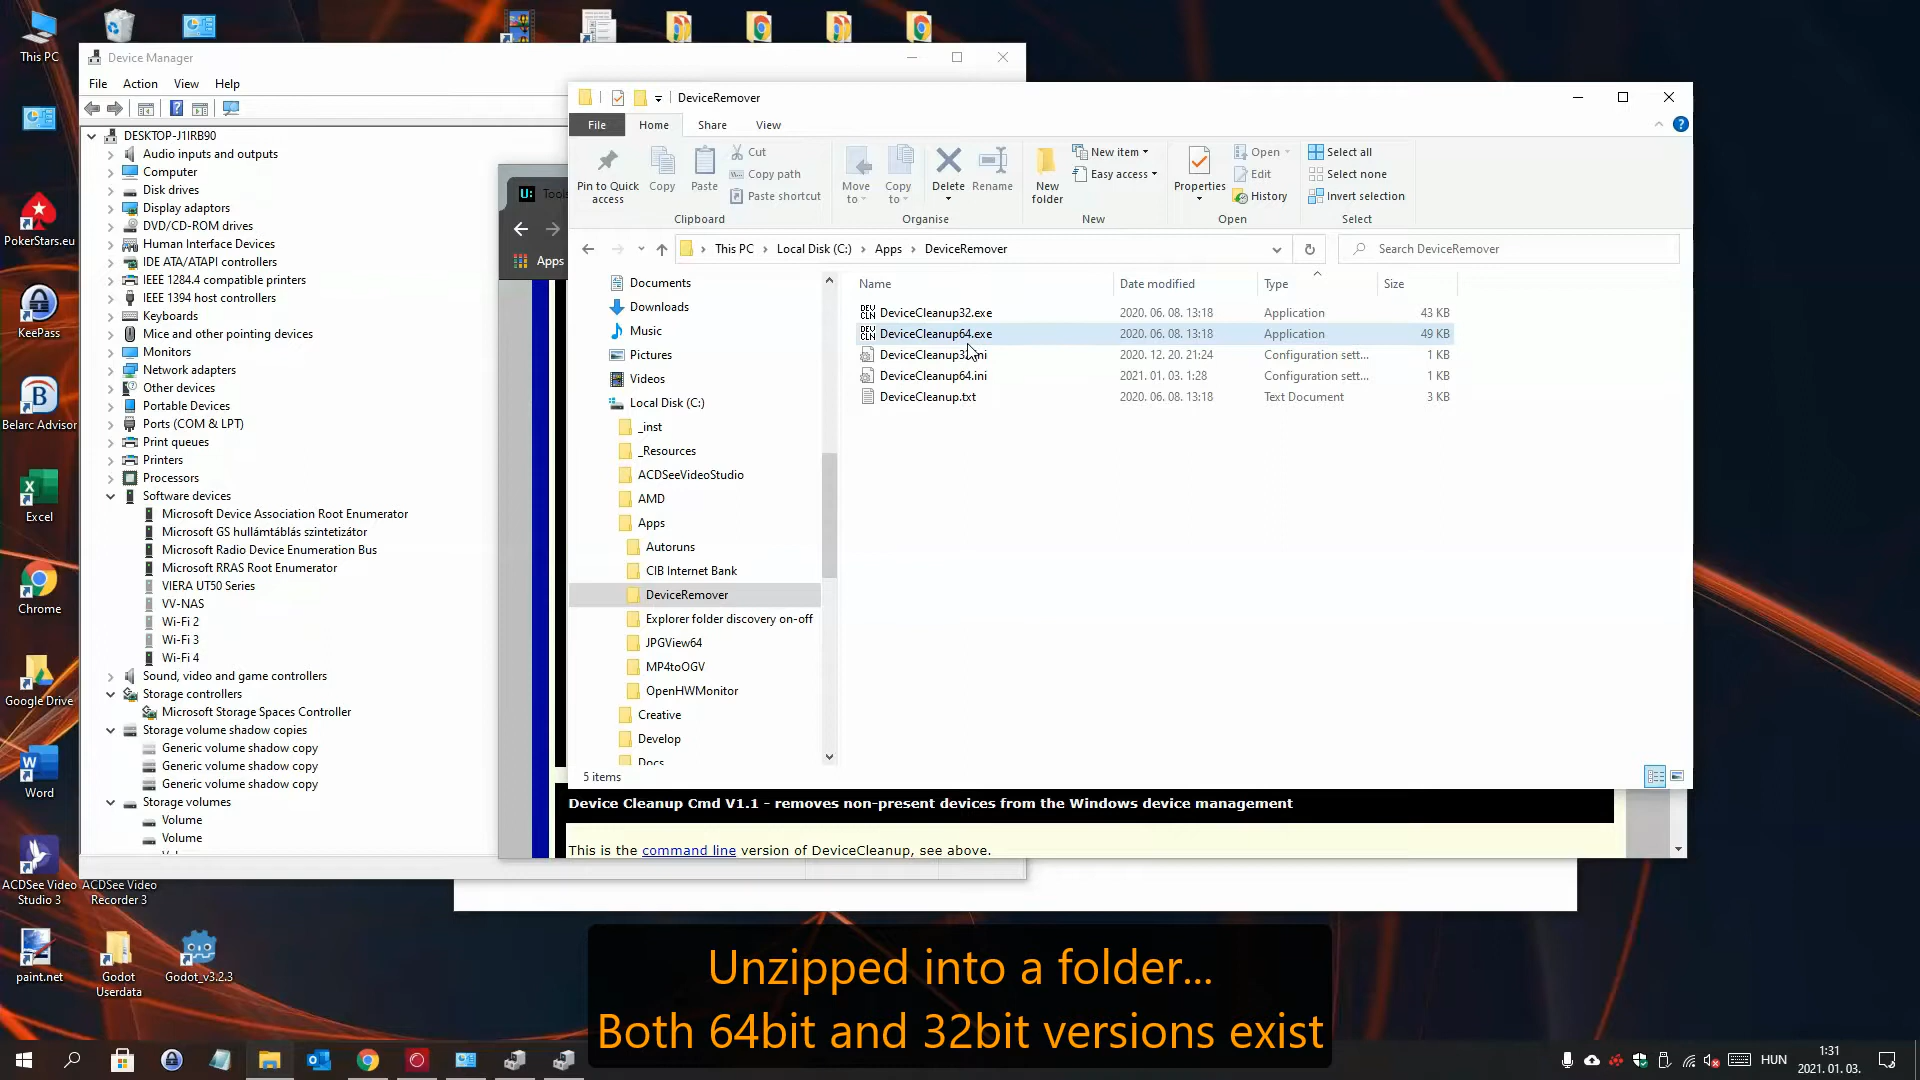 This PC
PokerStars.eu
KeePass
Belarc Advisor
Excel
Chrome
Google Drive
Word
ACDSee Video
Studio 3
ACDSee Video
Recorder 3
paint.net
Godot
Userdata
Godot_v3.2.3
Device Manager
File Action View Help
DESKTOP-J1IRB90
Audio inputs and outputs
Computer
Disk drives
Display adaptors
DVD/CD-ROM drives
Human Interface Devices
IDE ATA/ATAPI controllers
IEEE 1284.4 compatible printers
IEEE 1394 host controllers
Keyboards
Mice and other pointing devices
Monitors
Network adapters
Other devices
Portable Devices
Ports (COM & LPT)
Print queues
Printers
Processors
Software devices
Microsoft Device Association Root Enumerator
Microsoft GS hullámtáblás szintetizátor
Microsoft Radio Device Enumeration Bus
Microsoft RRAS Root Enumerator
VIERA UT50 Series
VV-NAS
Wi-Fi 2
Wi-Fi 3
Wi-Fi 4
Sound, video and game controllers
Storage controllers
Microsoft Storage Spaces Controller
Storage volume shadow copies
Generic volume shadow copy
Generic volume shadow copy
Generic volume shadow copy
Storage volumes
Volume
Volume
Apps
DeviceRemover
File Home Share View
Pin to Quick
access
Copy
Paste
Cut
Copy path
Paste shortcut
Clipboard
Move
to
Copy
to
Delete
Rename
Organise
New
folder
New item
Easy access
New
Properties
Open
Edit
History
Open
Select all
Select none
Invert selection
Select
This PC > Local Disk (C:) > Apps > DeviceRemover
Search DeviceRemover
Documents
Downloads
Music
Pictures
Videos
Local Disk (C:)
_inst
_Resources
ACDSeeVideoStudio
AMD
Apps
Autoruns
CIB Internet Bank
DeviceRemover
Explorer folder discovery on-off
JPGView64
MP4toOGV
OpenHWMonitor
Creative
Develop
Docs
Name Date modified Type Size
DeviceCleanup32.exe 2020. 06. 08. 13:18 Application 43 KB
DeviceCleanup64.exe 2020. 06. 08. 13:18 Application 49 KB
DeviceCleanup32.ini 2020. 12. 20. 21:24 Configuration sett... 1 KB
DeviceCleanup64.ini 2021. 01. 03. 1:28 Configuration sett... 1 KB
DeviceCleanup.txt 2020. 06. 08. 13:18 Text Document 3 KB
5 items
Device Cleanup Cmd V1.1 - removes non-present devices from the Windows device management
This is the command line version of DeviceCleanup, see above.
Unzipped into a folder...
Both 64bit and 32bit versions exist
HUN
1:31
2021. 01. 03.